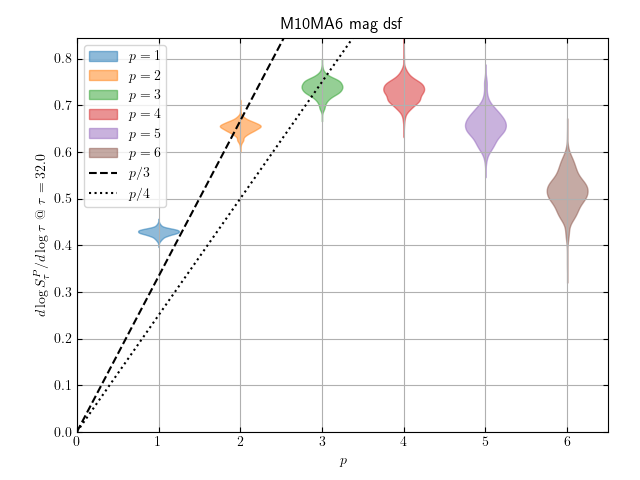 M10MA6 mag dsf
d log S_τ^P / d log τ @ τ = 32.0
0.8
0.7
0.6
0.5
0.4
0.3
0.2
0.1
0.0
p = 1
p = 2
p = 3
p = 4
p = 5
p = 6
p/3
p/4
0 1 2 3 4 5 6
p